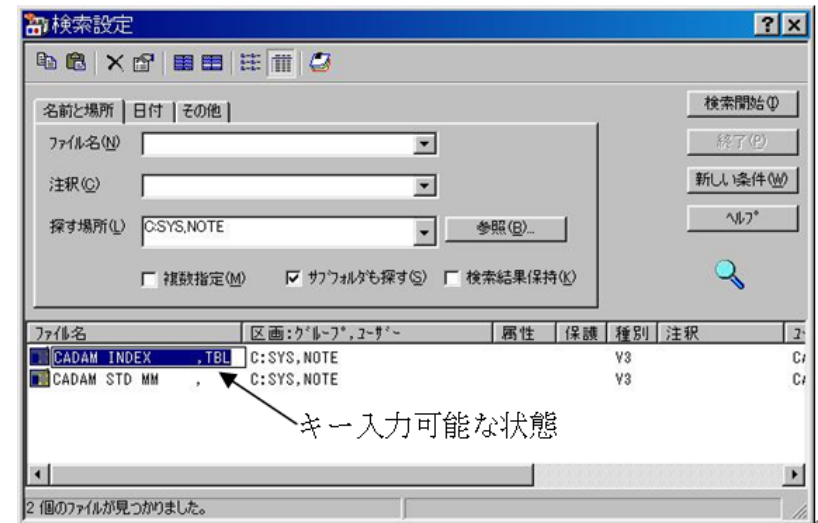 検索設定
名前と場所 日付 その他
検索開始(I)
ファイル名(N)
終了(P)
注釈(C)
新しい条件(W)
探す場所(L) C:SYS,NOTE 参照(B)...
ヘルプ
複数指定(M) サブフォルダも探す(S) 検索結果保持(K)
ファイル名 区画:グループ,ユーザー 属性 保護 種別 注釈
CADAM INDEX ,TBL C:SYS,NOTE V3
CADAM STD MM , C:SYS,NOTE V3
キー入力可能な状態
2 個のファイルが見つかりました。